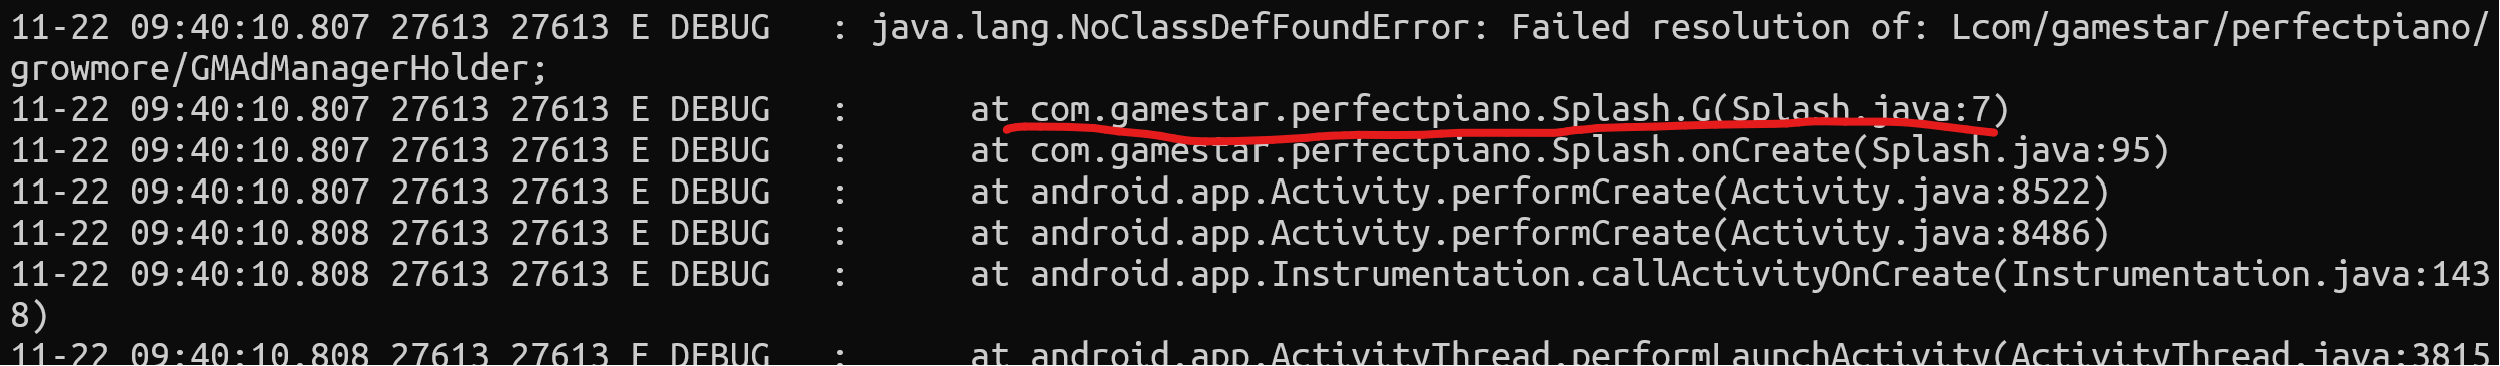 11-22 09:40:10.807 27613 27613 E DEBUG   : java.lang.NoClassDefFoundError: Failed resolution of: Lcom/gamestar/perfectpiano/
growmore/GMAdManagerHolder;
11-22 09:40:10.807 27613 27613 E DEBUG   :      at com.gamestar.perfectpiano.Splash.G(Splash.java:7)
11-22 09:40:10.807 27613 27613 E DEBUG   :      at com.gamestar.perfectpiano.Splash.onCreate(Splash.java:95)
11-22 09:40:10.807 27613 27613 E DEBUG   :      at android.app.Activity.performCreate(Activity.java:8522)
11-22 09:40:10.808 27613 27613 E DEBUG   :      at android.app.Activity.performCreate(Activity.java:8486)
11-22 09:40:10.808 27613 27613 E DEBUG   :      at android.app.Instrumentation.callActivityOnCreate(Instrumentation.java:143
8)
11-22 09:40:10.808 27613 27613 E DEBUG   :      at android.app.ActivityThread.performLaunchActivity(ActivityThread.java:3815